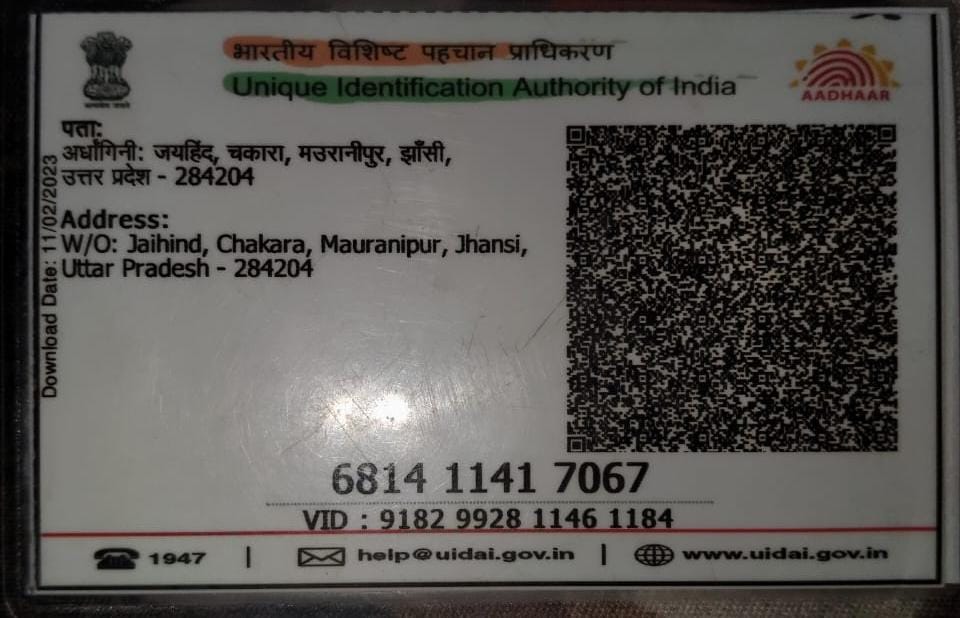 भारतीय विशिष्ट पहचान प्राधिकरण
Unique Identification Authority of India
AADHAAR
पता:
अर्धांगिनी: जयहिंद, चकारा, मउरानीपुर, झाँसी,
उत्तर प्रदेश - 284204
Address:
W/O: Jaihind, Chakara, Mauranipur, Jhansi,
Uttar Pradesh - 284204
Download Date: 11/02/2023
6814 1141 7067
VID : 9182 9928 1146 1184
1947 | help@uidai.gov.in | www.uidai.gov.in